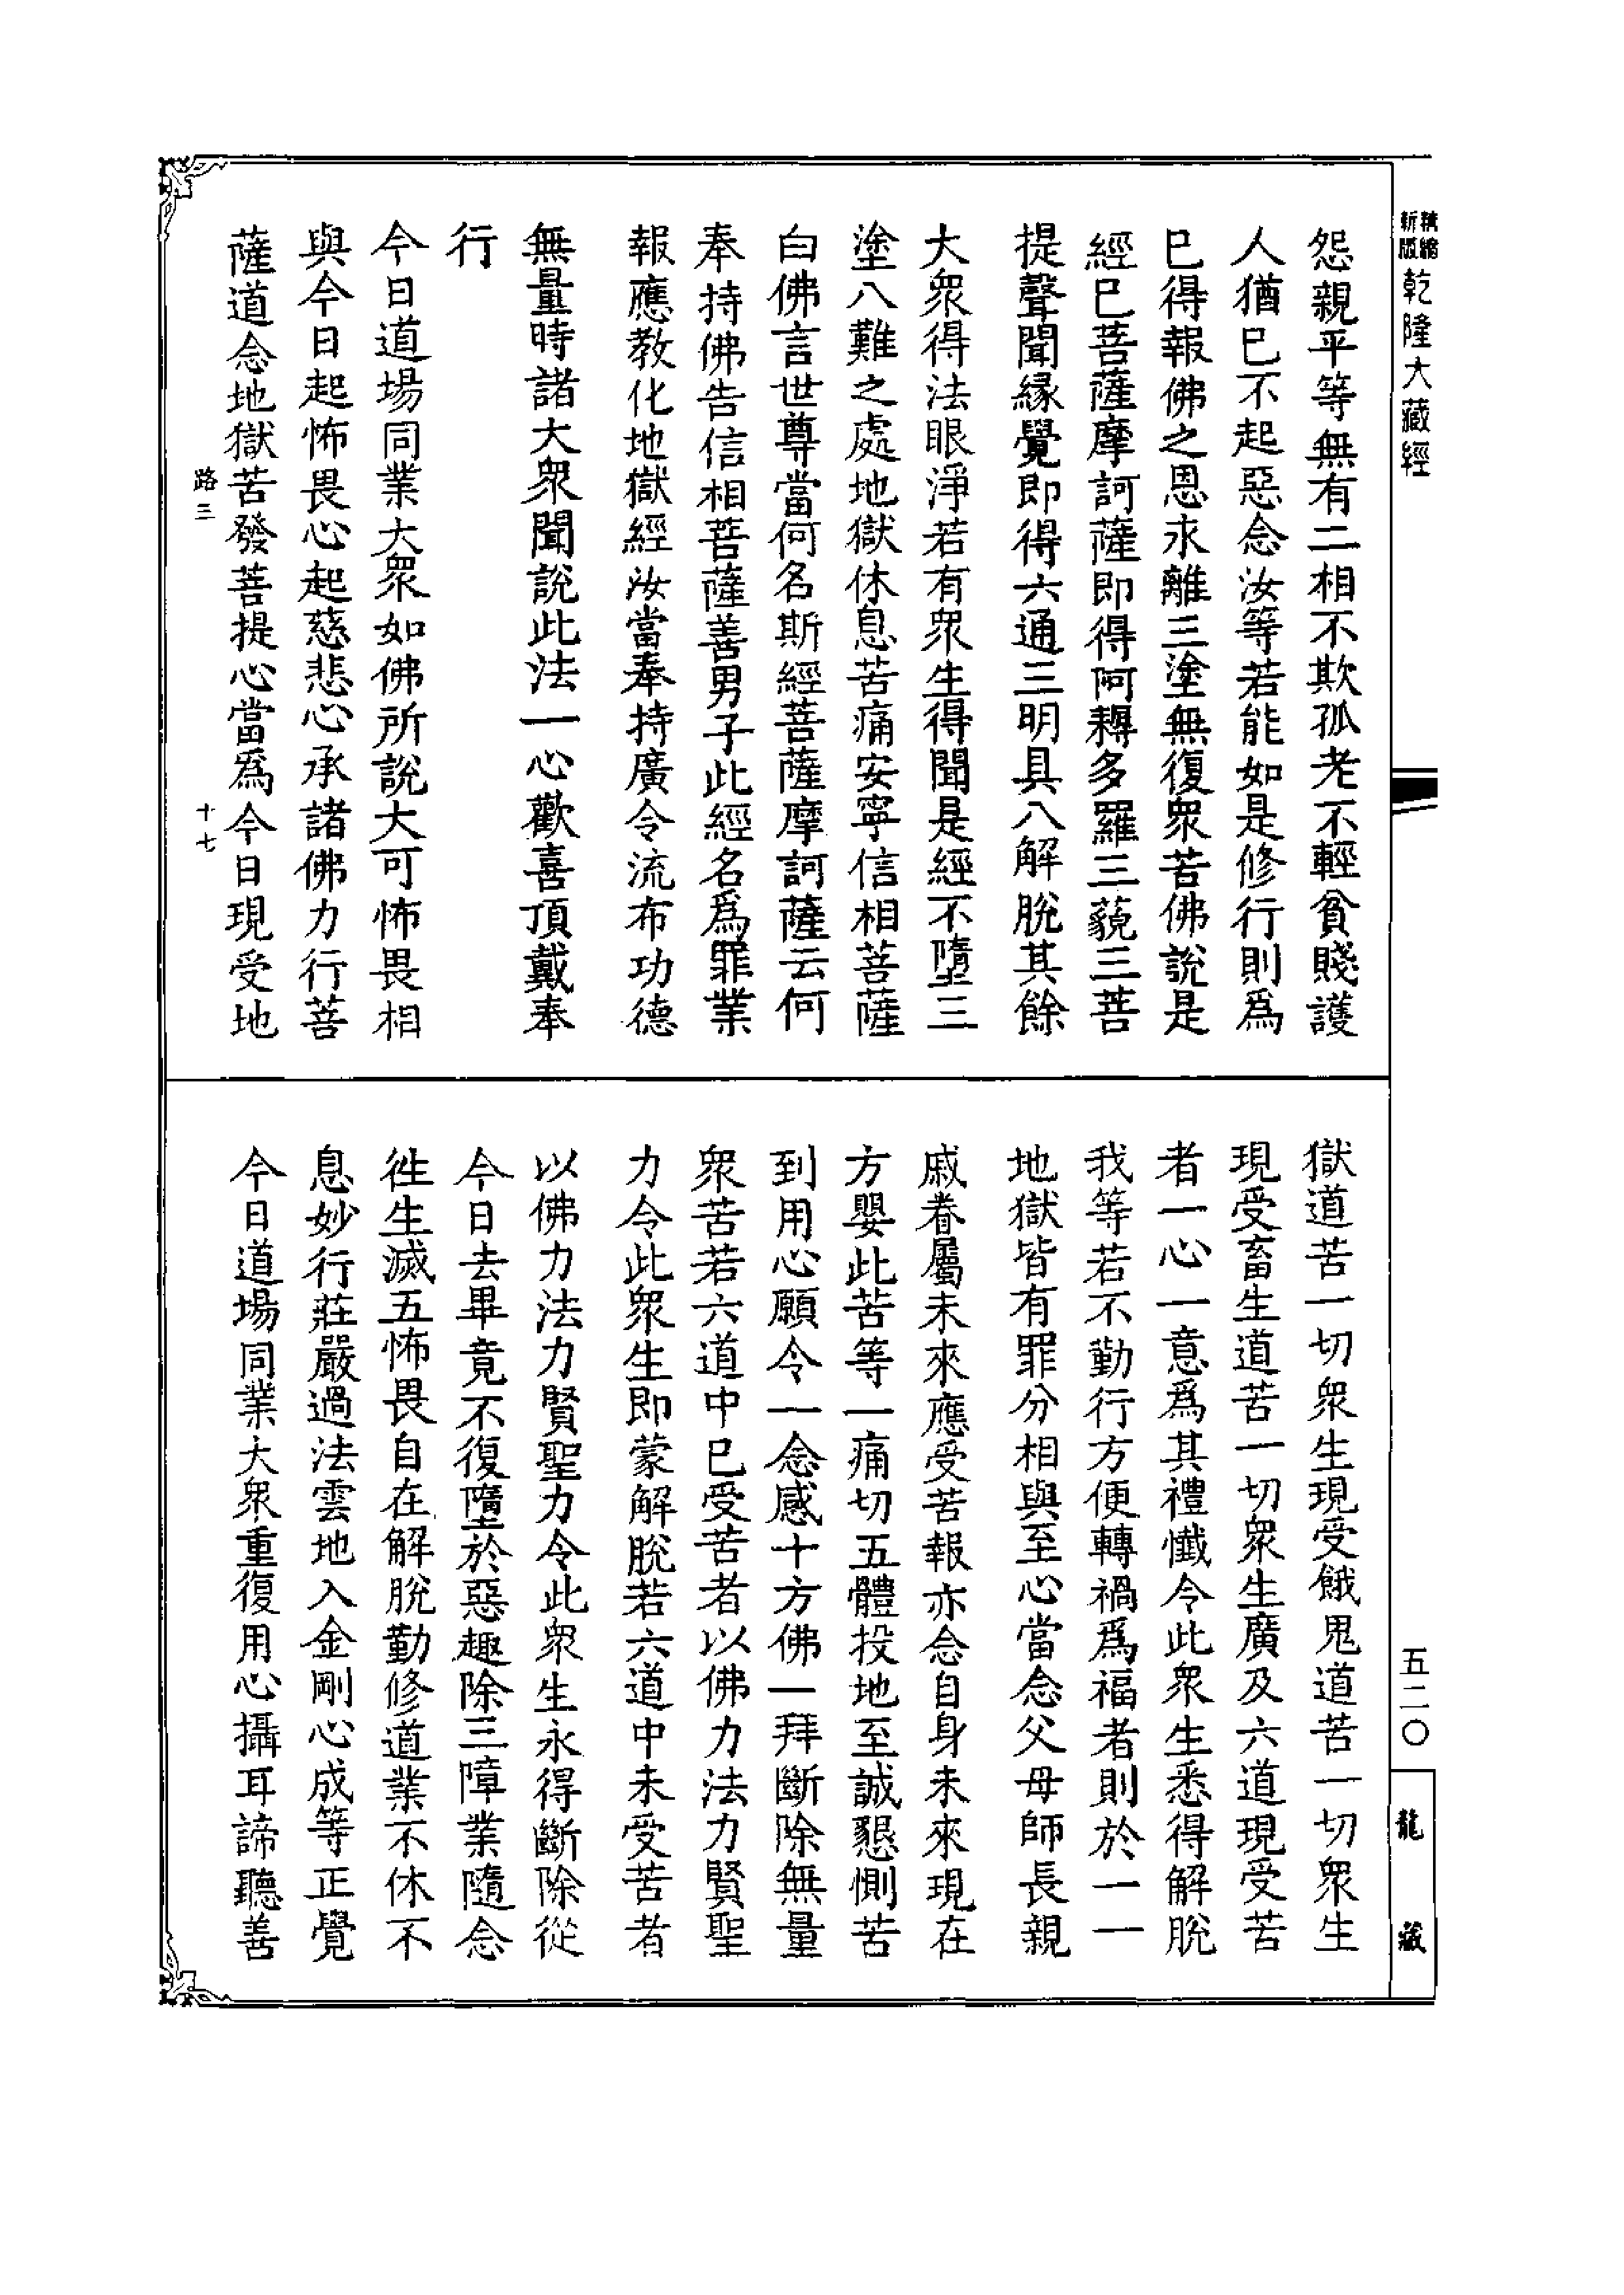 精縮
新版
乾隆大藏經
五二〇
龍藏
怨親平等無有二相不欺孤老不輕貧賤護
人猶巳不起惡念汝等若能如是修行則爲
巳得報佛之恩永離三塗無復衆苦佛說是
經巳菩薩摩訶薩即得阿耨多羅三藐三菩
提聲聞緣覺即得六通三明具八解脫其餘
大衆得法眼淨若有衆生得聞是經不墮三
塗八難之處地獄休息苦痛安寧信相菩薩
白佛言世尊當何名斯經菩薩摩訶薩云何
奉持佛告信相菩薩善男子此經名爲罪業
報應教化地獄經汝當奉持廣令流布功德
無量時諸大衆聞說此法一心歡喜頂戴奉
行
今日道場同業大衆如佛所說大可怖畏相
與今日起怖畏心起慈悲心承諸佛力行菩
薩道念地獄苦發菩提心當爲今日現受地
路三
十七
獄道苦一切衆生現受餓鬼道苦一切衆生
現受畜生道苦一切衆生廣及六道現受苦
者一心一意爲其禮懺令此衆生悉得解脫
我等若不勤行方便轉禍爲福者則於一一
地獄皆有罪分相與至心當念父母師長親
戚眷屬未來應受苦報亦念自身未來現在
方嬰此苦等一痛切五體投地至誠懇惻苦
到用心願令一念感十方佛一拜斷除無量
衆苦若六道中巳受苦者以佛力法力賢聖
力令此衆生即蒙解脫若六道中未受苦者
以佛力法力賢聖力令此衆生永得斷除從
今日去畢竟不復墮於惡趣除三障業隨念
徃生滅五怖畏自在解脫勤修道業不休不
息妙行莊嚴過法雲地入金剛心成等正覺
今日道場同業大衆重復用心攝耳諦聽善